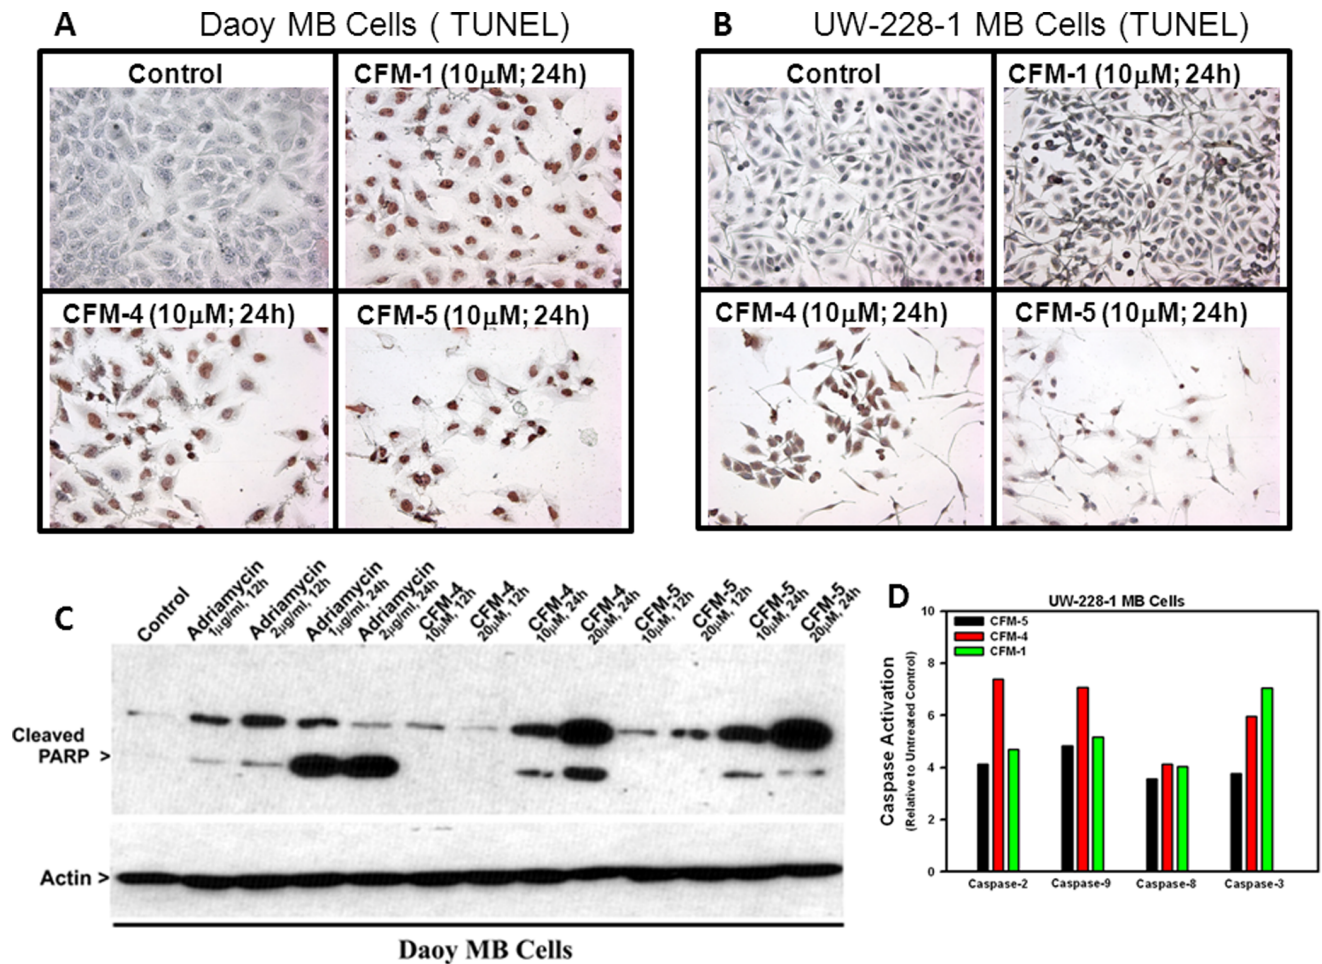 A Daoy MB Cells ( TUNEL)
Control
CFM-1 (10μM; 24h)
CFM-4 (10μM; 24h)
CFM-5 (10μM; 24h)
B UW-228-1 MB Cells (TUNEL)
Control
CFM-1 (10μM; 24h)
CFM-4 (10μM; 24h)
CFM-5 (10μM; 24h)
C
Control
Adriamycin
1μg/ml, 12h
Adriamycin
2μg/ml, 12h
Adriamycin
1μg/ml, 24h
Adriamycin
2μg/ml, 24h
CFM-4
10μM, 12h
CFM-4
20μM, 12h
CFM-4
10μM, 24h
CFM-4
20μM, 24h
CFM-5
10μM, 12h
CFM-5
20μM, 12h
CFM-5
10μM, 24h
CFM-5
20μM, 24h
Cleaved
PARP >
Actin >
Daoy MB Cells
D
UW-228-1 MB Cells
CFM-5
CFM-4
CFM-1
Caspase Activation
(Relative to Untreated Control)
10
8
6
4
2
0
Caspase-2 Caspase-9 Caspase-8 Caspase-3